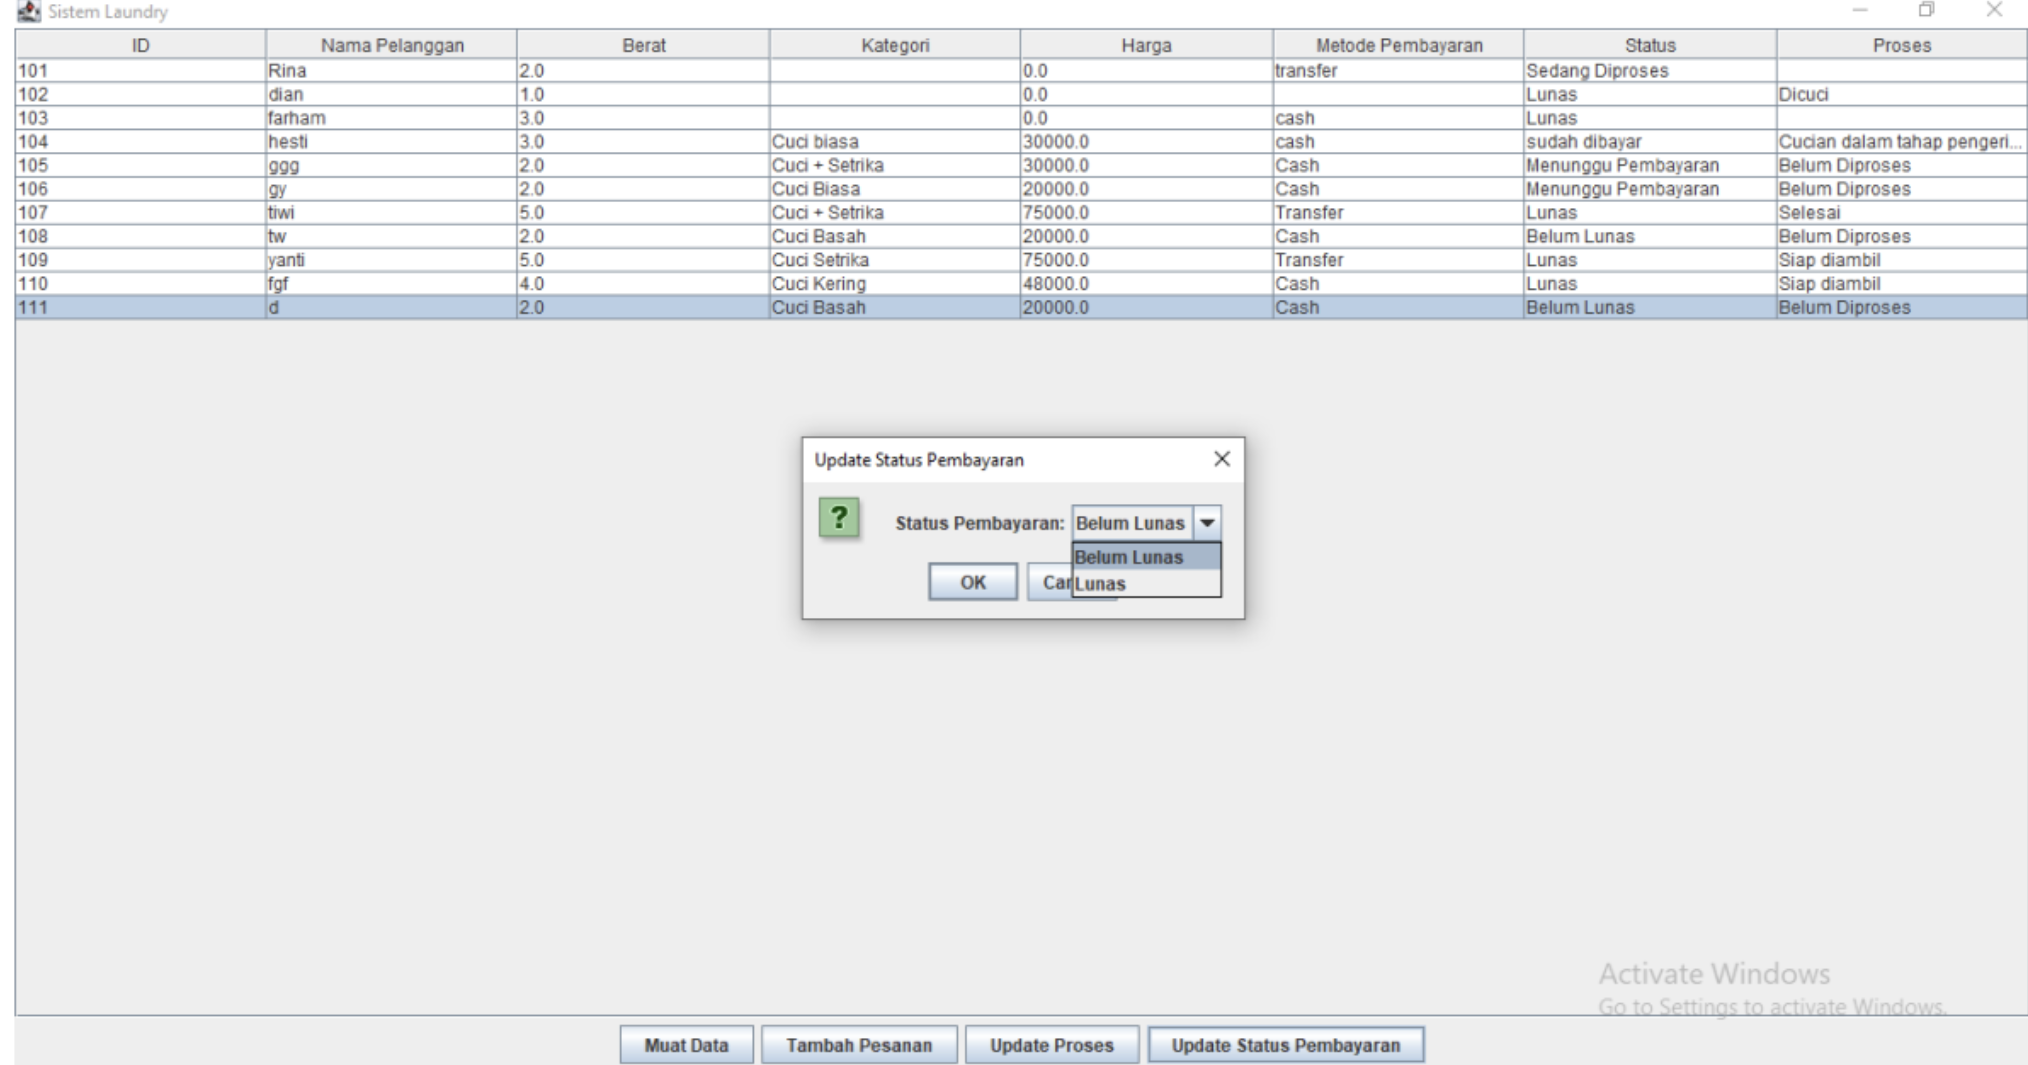 Sistem Laundry
ID Nama Pelanggan Berat Kategori Harga Metode Pembayaran Status Proses
101 Rina 2.0 0.0 transfer Sedang Diproses
102 dian 1.0 0.0 Lunas Dicuci
103 farham 3.0 0.0 cash Lunas
104 hesti 3.0 Cuci biasa 30000.0 cash sudah dibayar Cucian dalam tahap pengeri...
105 ggg 2.0 Cuci + Setrika 30000.0 Cash Menunggu Pembayaran Belum Diproses
106 gy 2.0 Cuci Biasa 20000.0 Cash Menunggu Pembayaran Belum Diproses
107 tiwi 5.0 Cuci + Setrika 75000.0 Transfer Lunas Selesai
108 tw 2.0 Cuci Basah 20000.0 Cash Belum Lunas Belum Diproses
109 yanti 5.0 Cuci Setrika 75000.0 Transfer Lunas Siap diambil
110 fgf 4.0 Cuci Kering 48000.0 Cash Lunas Siap diambil
111 d 2.0 Cuci Basah 20000.0 Cash Belum Lunas Belum Diproses
Update Status Pembayaran
? Status Pembayaran: Belum Lunas
Belum Lunas
OK Lunas
Activate Windows
Go to Settings to activate Windows.
Muat Data Tambah Pesanan Update Proses Update Status Pembayaran